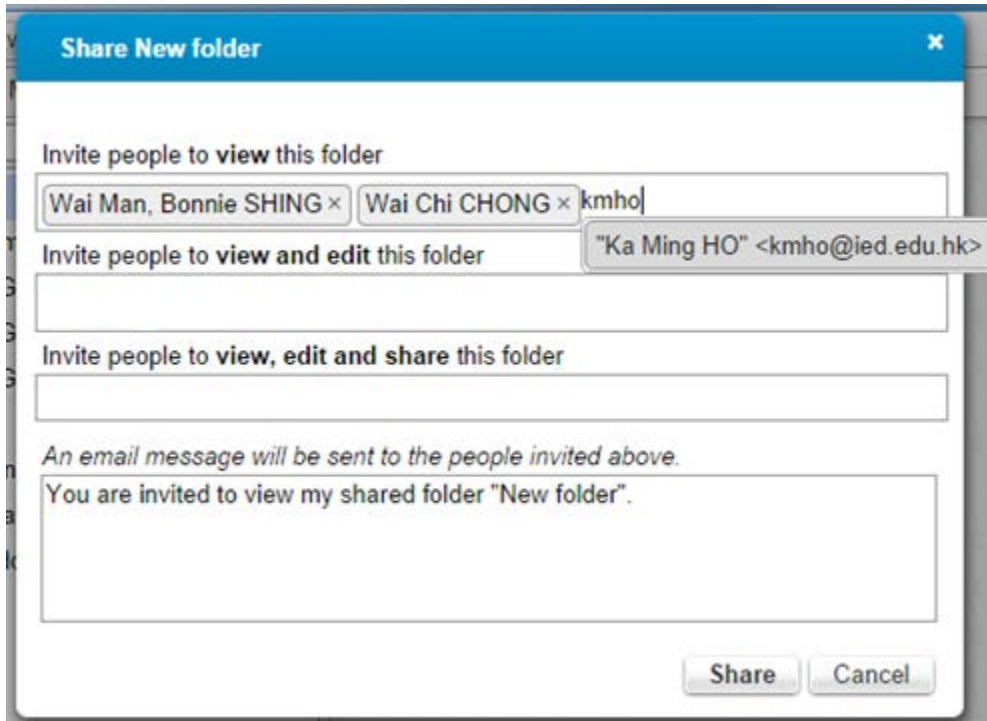 Share New folder ×
Invite people to view this folder
Wai Man, Bonnie SHING × Wai Chi CHONG × kmho
"Ka Ming HO" <kmho@ied.edu.hk>
Invite people to view and edit this folder
Invite people to view, edit and share this folder
An email message will be sent to the people invited above.
You are invited to view my shared folder "New folder".
Share Cancel